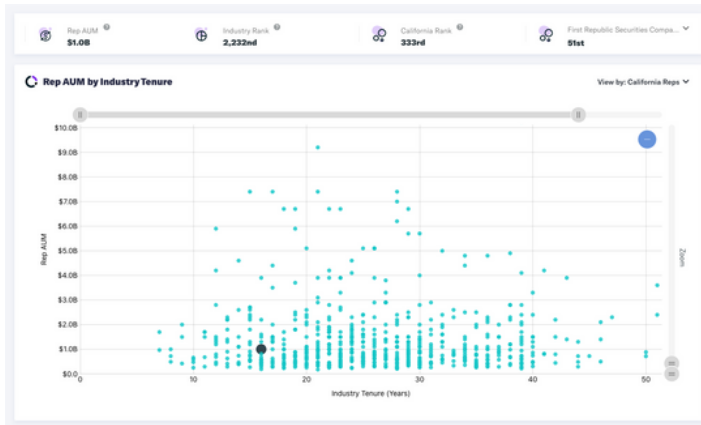 Rep AUM
$1.0B
Industry Rank
2,232nd
California Rank
333rd
First Republic Securities Compa...
51st
Rep AUM by Industry Tenure
View by: California Reps
$10.0B
$9.0B
$8.0B
$7.0B
$6.0B
$5.0B
$4.0B
$3.0B
$2.0B
$1.0B
$0.0
Rep AUM
0
10
20
30
40
50
Industry Tenure (Years)
Zoom